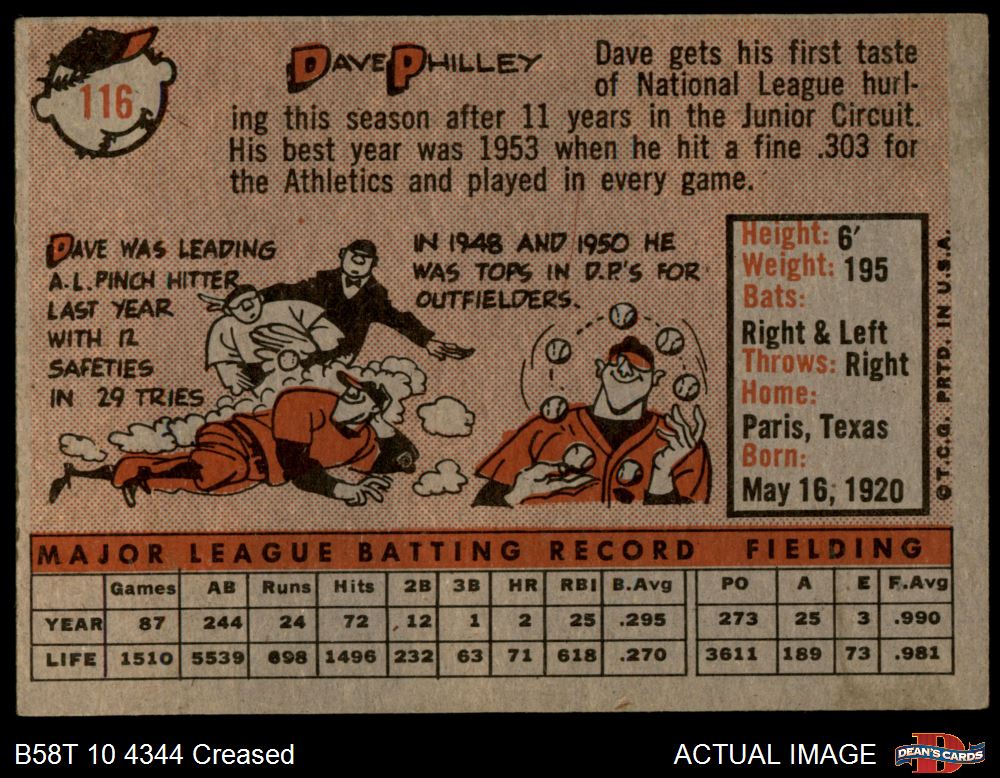 116
DAVE PHILLEY
Dave gets his first taste
of National League hurl-
ing this season after 11 years in the Junior Circuit.
His best year was 1953 when he hit a fine .303 for
the Athletics and played in every game.
DAVE WAS LEADING
A.L. PINCH HITTER
LAST YEAR
WITH 12
SAFETIES
IN 29 TRIES
IN 1948 AND 1950 HE
WAS TOPS IN D.P.'S FOR
OUTFIELDERS.
Height: 6'
Weight: 195
Bats:
Right & Left
Throws: Right
Home:
Paris, Texas
Born:
May 16, 1920
© T.C.G. PRTD. IN U.S.A.
MAJOR LEAGUE BATTING RECORD FIELDING
Games AB Runs Hits 2B 3B HR RBI B.Avg PO A E F.Avg
YEAR 87 244 24 72 12 1 2 25 .295 273 25 3 .990
LIFE 1510 5539 698 1496 232 63 71 618 .270 3611 189 73 .981
B58T 10 4344 Creased
ACTUAL IMAGE
DEAN'S CARDS